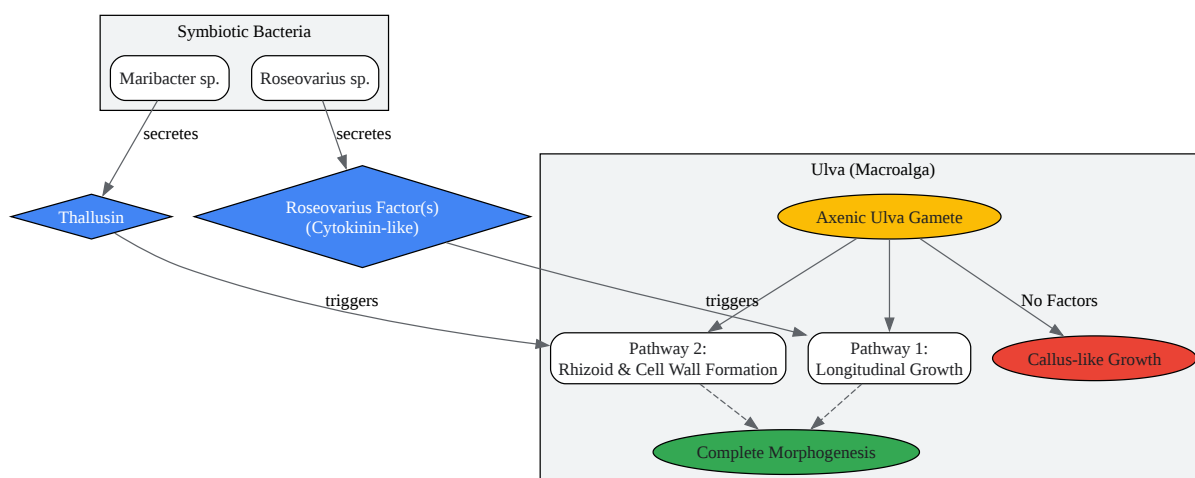 Symbiotic Bacteria
Maribacter sp.
Roseovarius sp.
secretes
secretes
Ulva (Macroalga)
Thallusin
Roseovarius Factor(s)
(Cytokinin-like)
Axenic Ulva Gamete
triggers
triggers
No Factors
Pathway 2:
Rhizoid & Cell Wall Formation
Pathway 1:
Longitudinal Growth
Callus-like Growth
Complete Morphogenesis